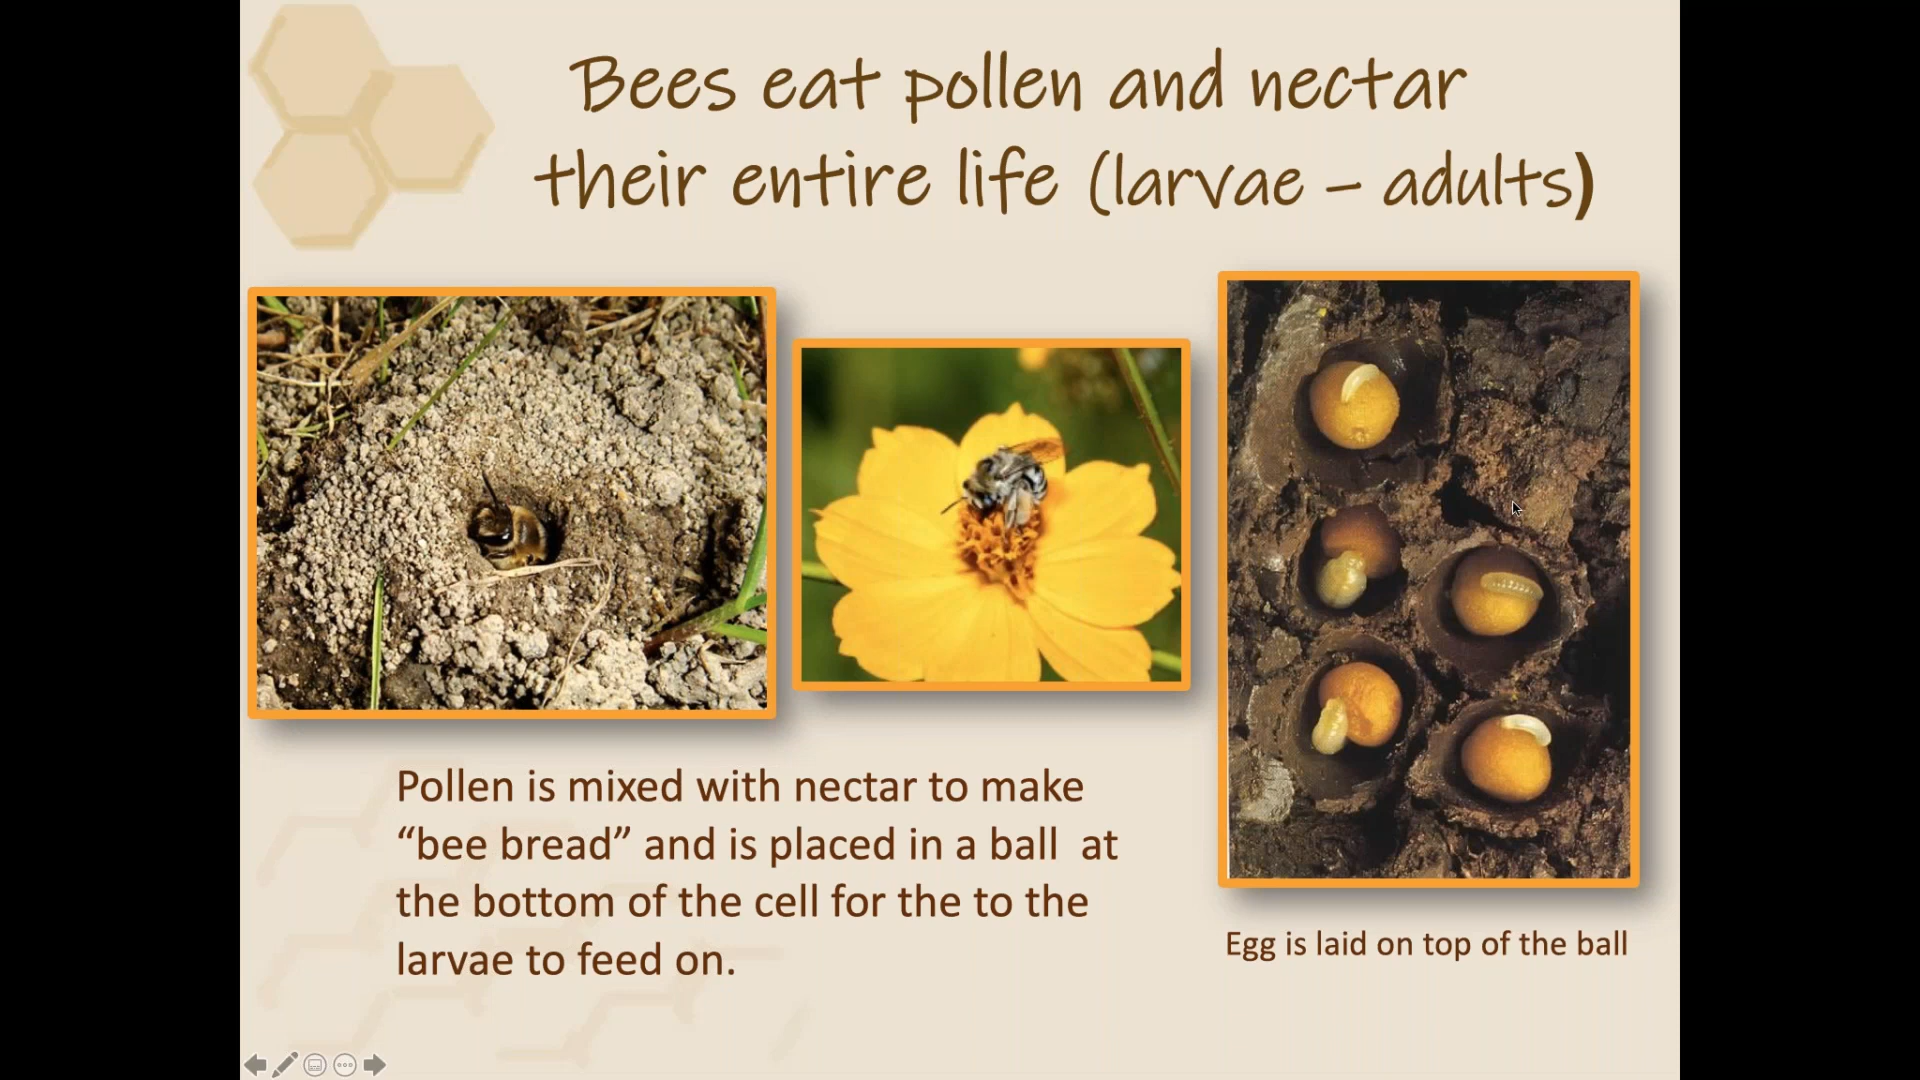 Bees eat pollen and nectar
their entire life (larvae – adults)
Pollen is mixed with nectar to make
“bee bread” and is placed in a ball  at
the bottom of the cell for the to the
larvae to feed on.
Egg is laid on top of the ball